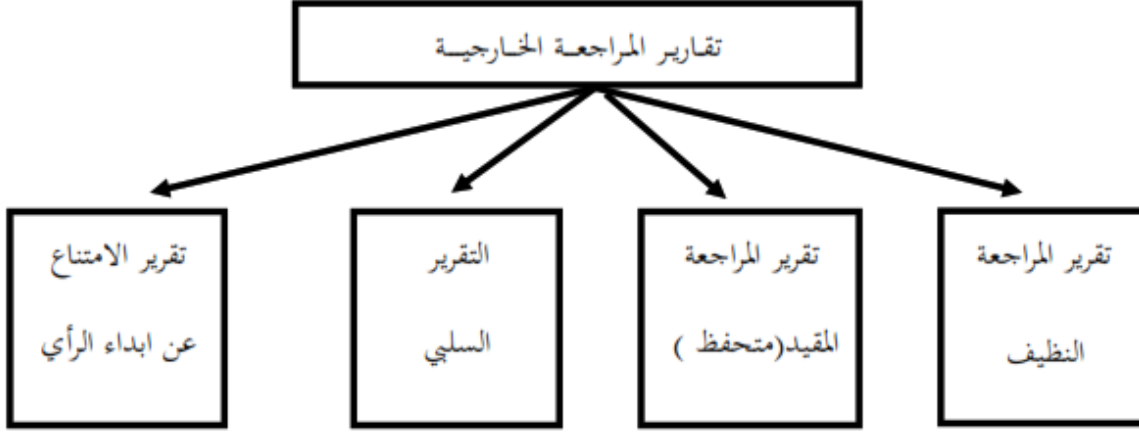 تقارير المراجعة الخارجية
تقرير المراجعة
النظيف
تقرير المراجعة
المقيد(متحفظ )
التقرير
السلبي
تقرير الامتناع
عن ابداء الرأي